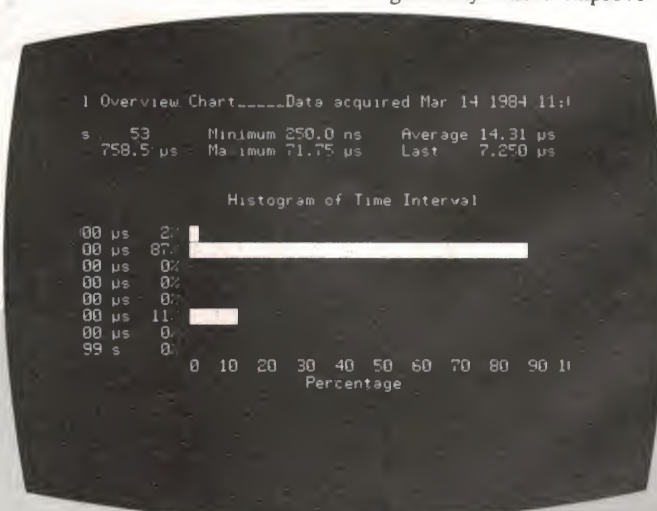 1 Overview Chart_____Data acquired Mar 14 1984 11:
s 53 Minimum 250.0 ns Average 14.31 µs
758.5 µs Maximum 71.75 µs Last 7.250 µs
Histogram of Time Interval
00 µs 2%
00 µs 87%
00 µs 0%
00 µs 0%
00 µs 0%
00 µs 11%
00 µs 0%
99 s 0%
0 10 20 30 40 50 60 70 80 90
Percentage